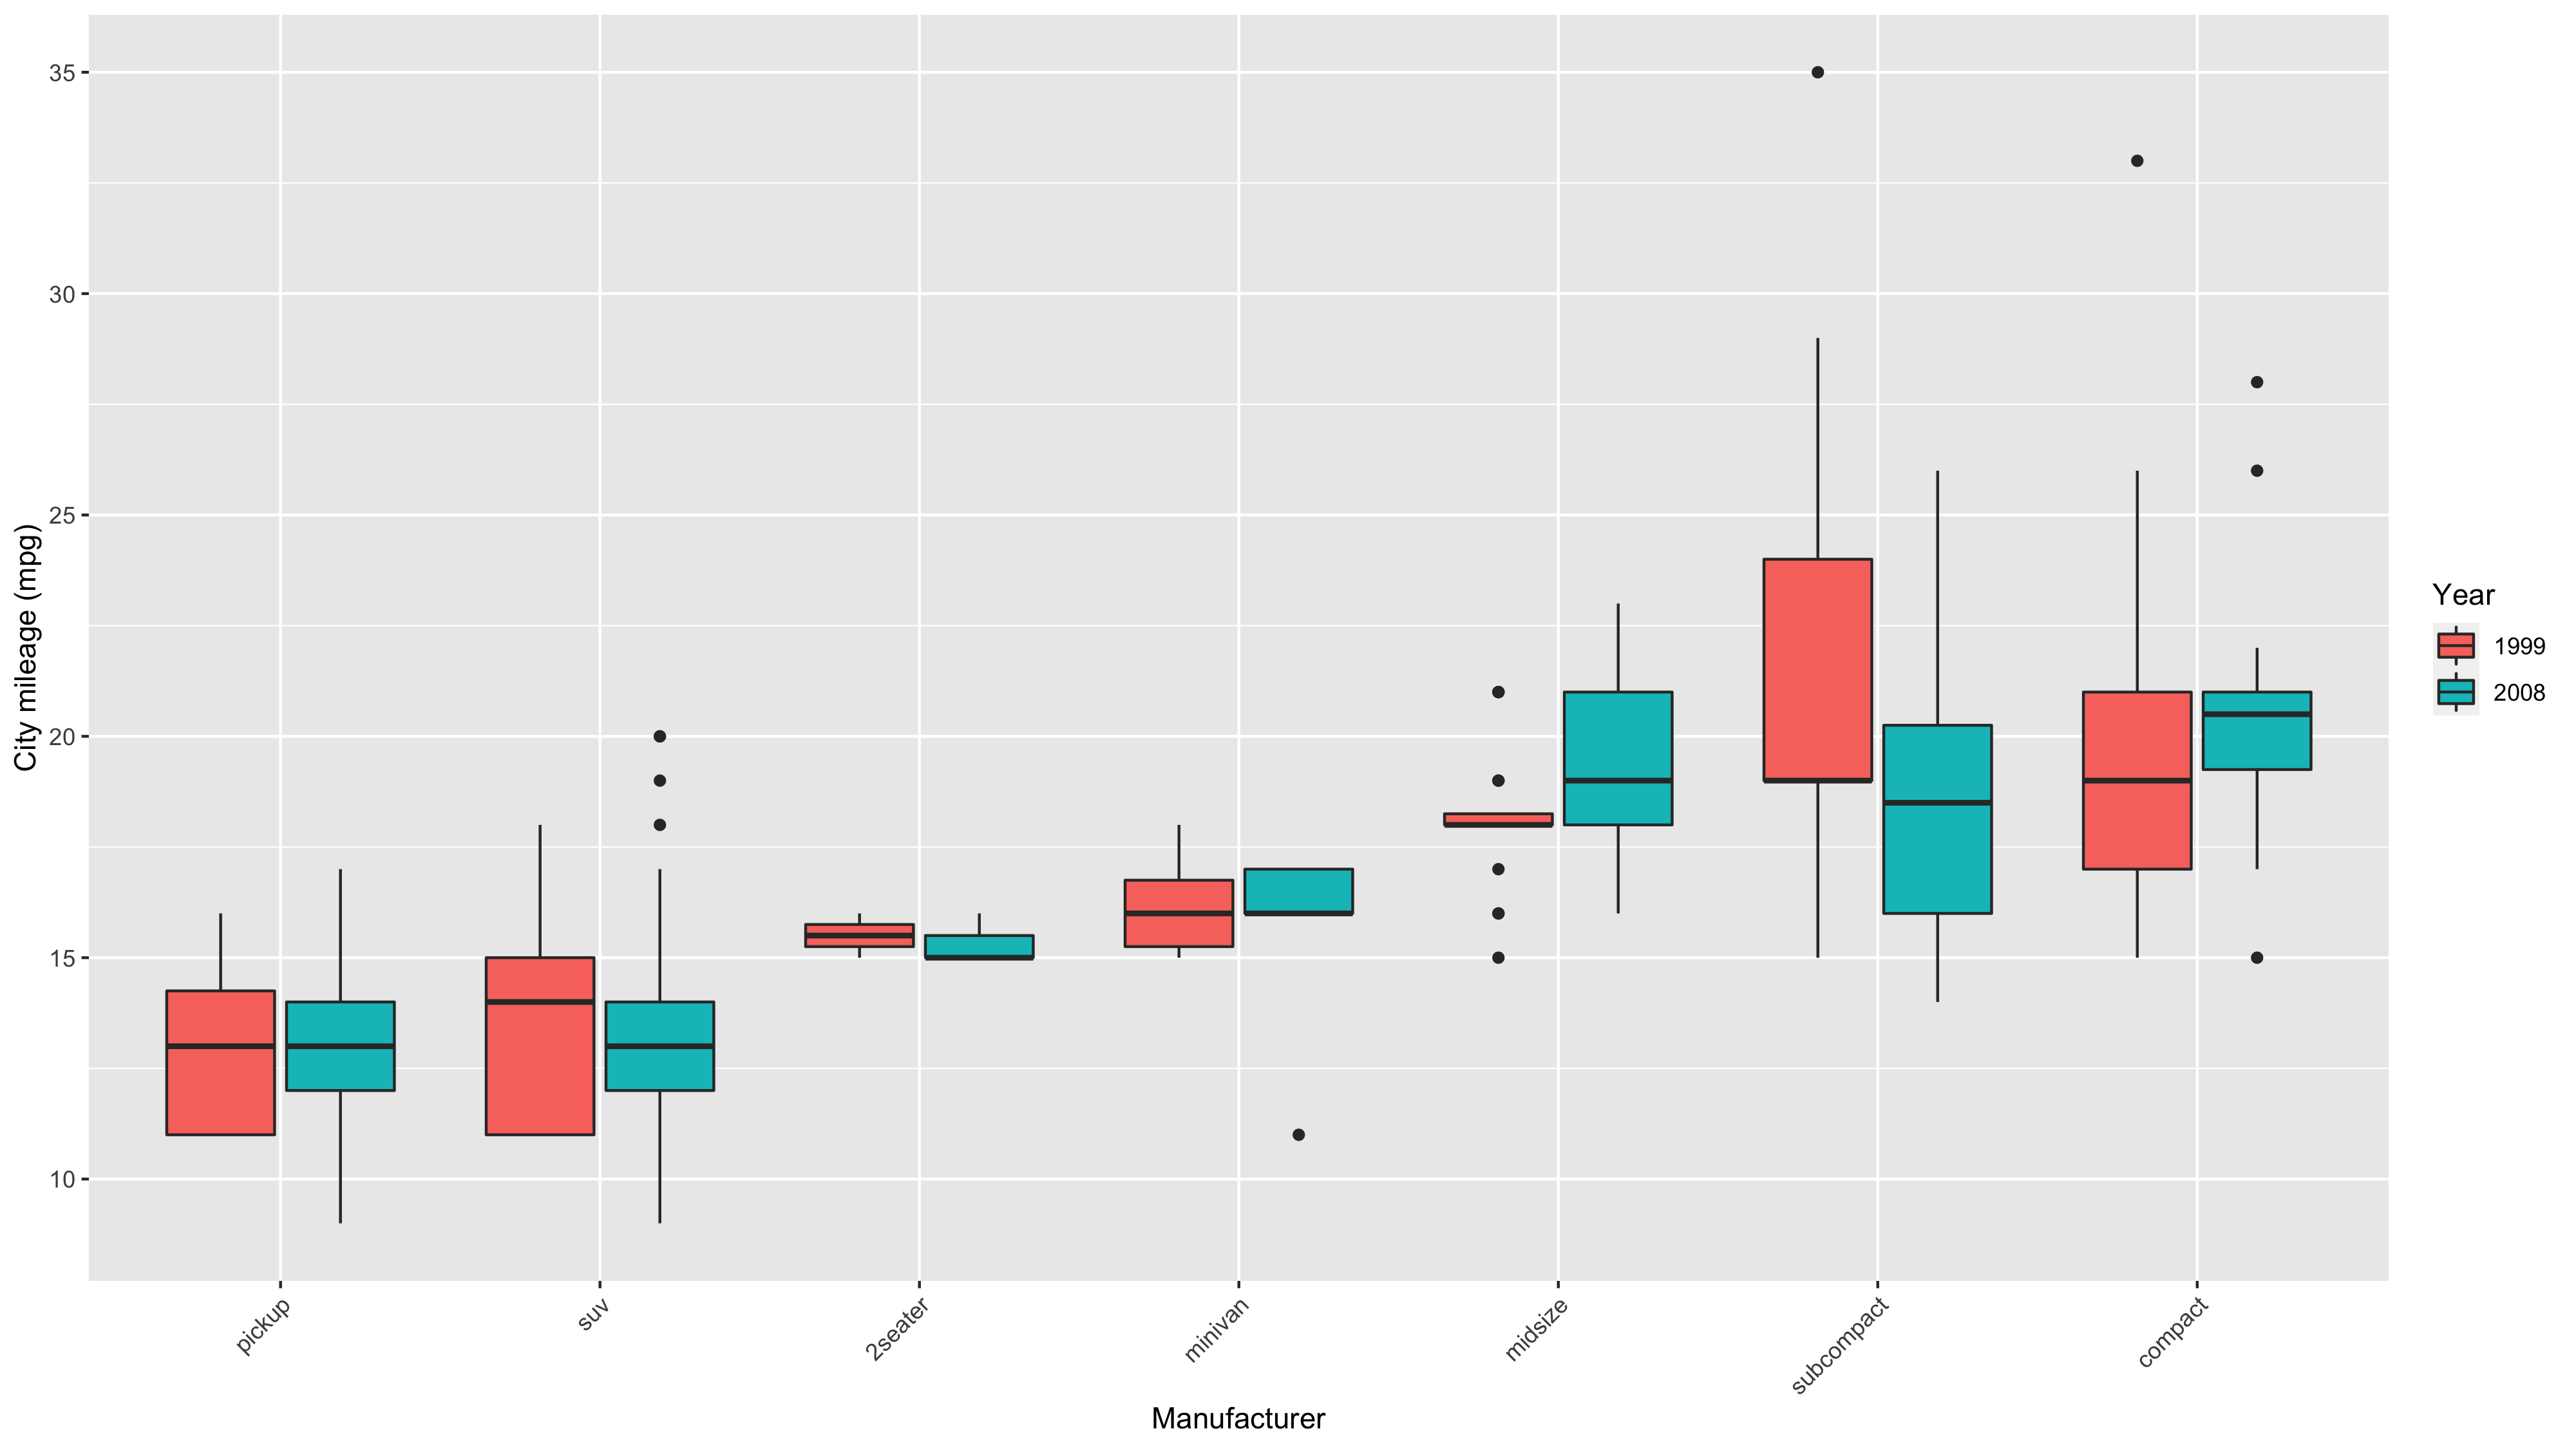 35
30
25
20
15
10
City mileage (mpg)
pickup
suv
2seater
minivan
midsize
subcompact
compact
Manufacturer
Year
1999
2008